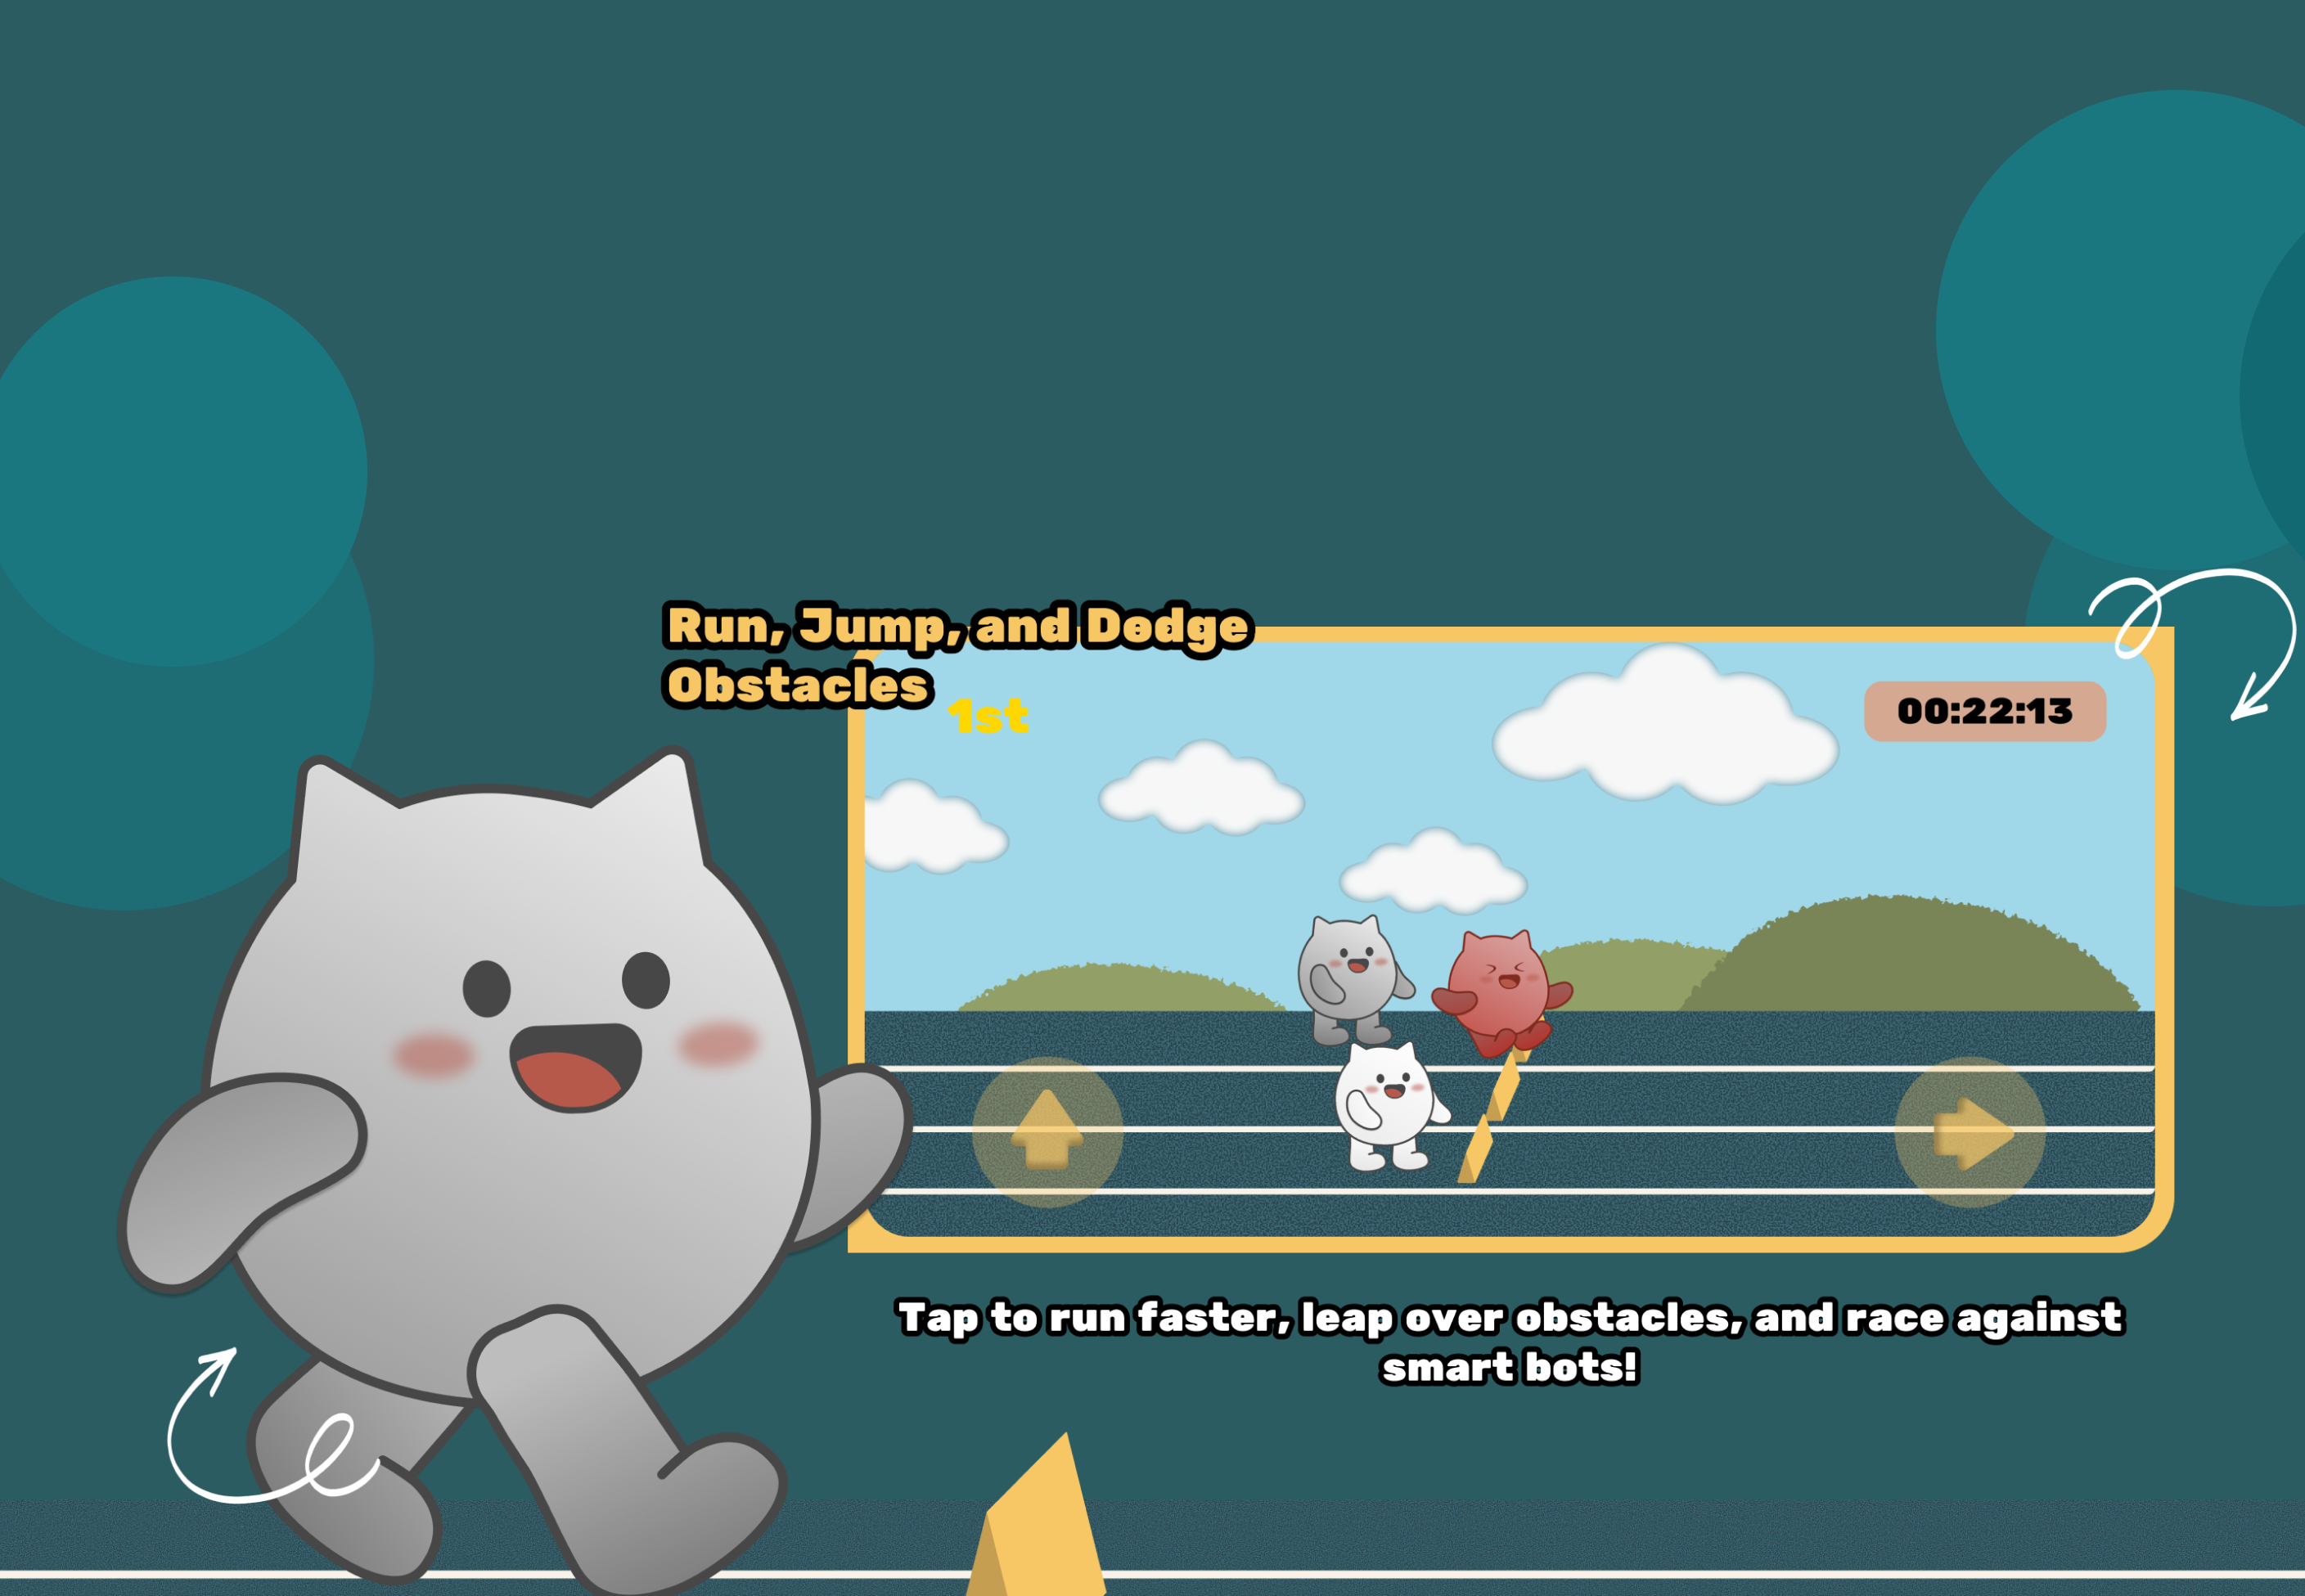 Run, Jump, and Dodge
Obstacles
1st
00:22:13
Tap to run faster, leap over obstacles, and race against
smart bots!